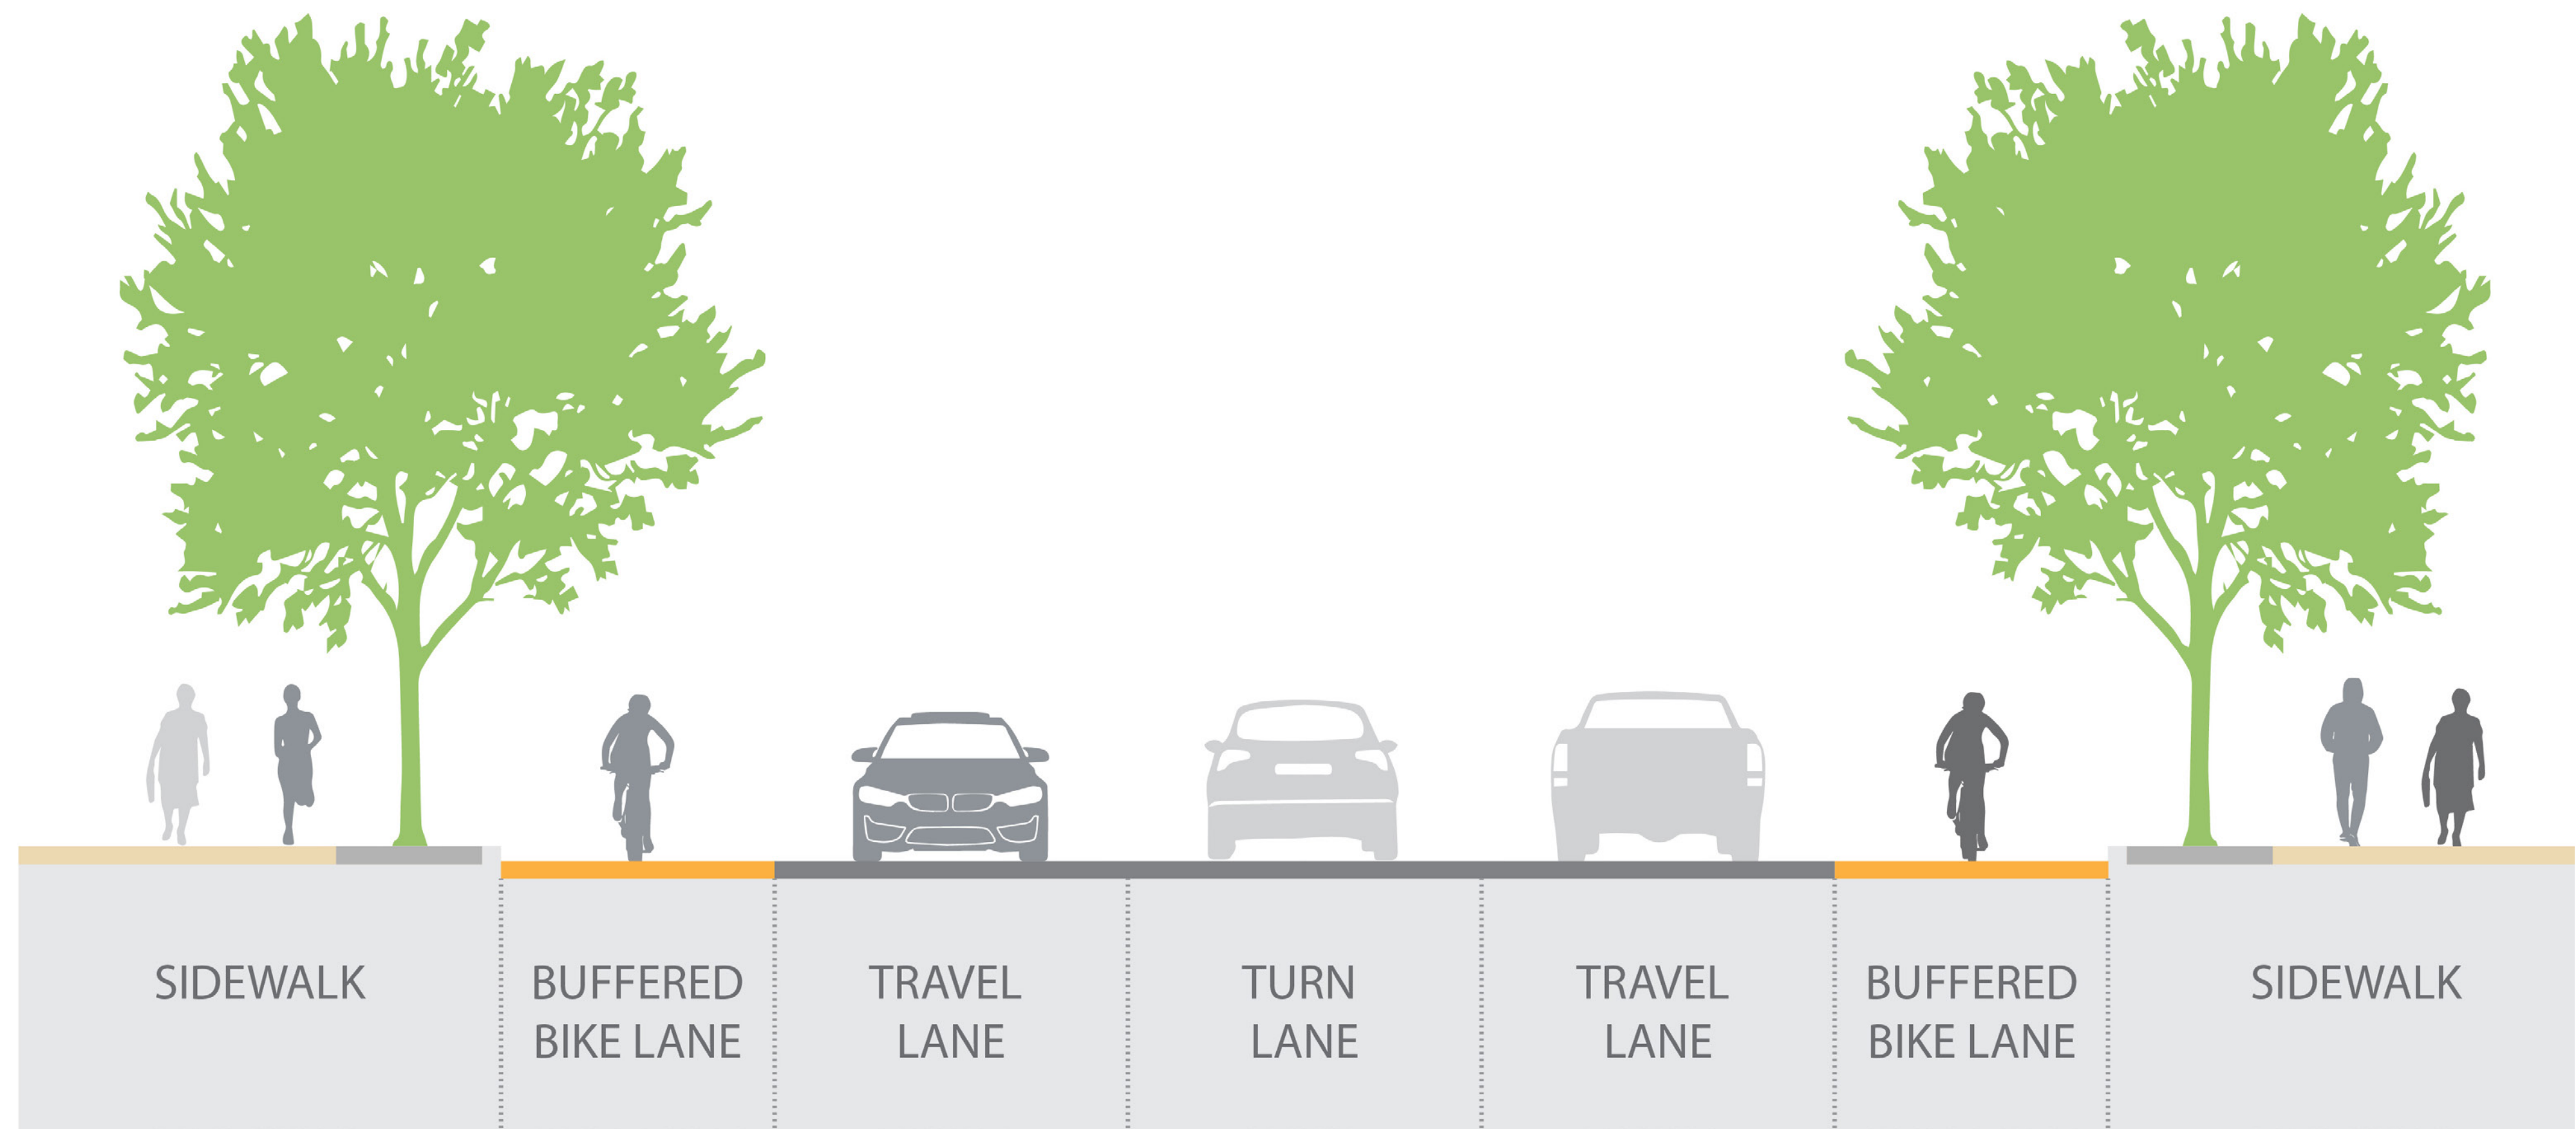 SIDEWALK
BUFFERED
BIKE LANE
TRAVEL
LANE
TURN
LANE
TRAVEL
LANE
BUFFERED
BIKE LANE
SIDEWALK